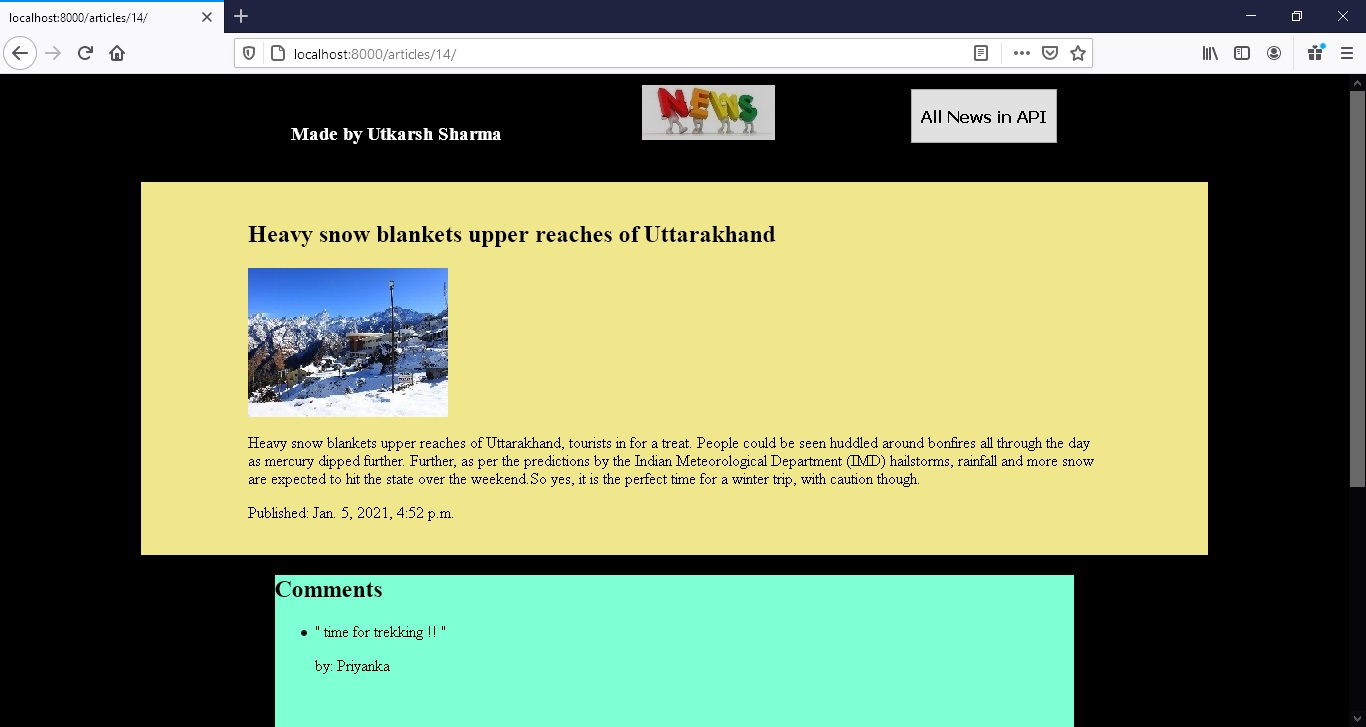 localhost:8000/articles/14/
localhost:8000/articles/14/
Made by Utkarsh Sharma
NEWS
All News in API
Heavy snow blankets upper reaches of Uttarakhand
Heavy snow blankets upper reaches of Uttarakhand, tourists in for a treat. People could be seen huddled around bonfires all through the day
as mercury dipped further. Further, as per the predictions by the Indian Meteorological Department (IMD) hailstorms, rainfall and more snow
are expected to hit the state over the weekend.So yes, it is the perfect time for a winter trip, with caution though.
Published: Jan. 5, 2021, 4:52 p.m.
Comments
• " time for trekking !! "
by: Priyanka